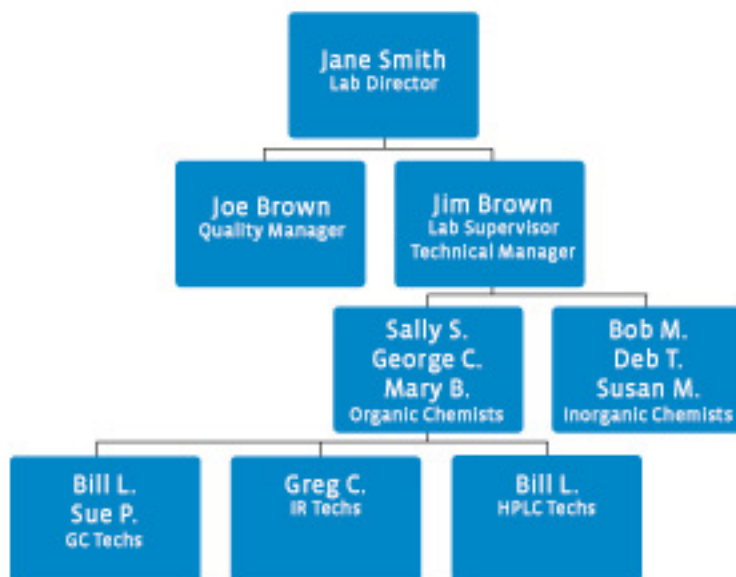 Jane Smith
Lab Director
Joe Brown
Quality Manager
Jim Brown
Lab Supervisor
Technical Manager
Sally S.
George C.
Mary B.
Organic Chemists
Bob M.
Deb T.
Susan M.
Inorganic Chemists
Bill L.
Sue P.
GC Techs
Greg C.
IR Techs
Bill L.
HPLC Techs